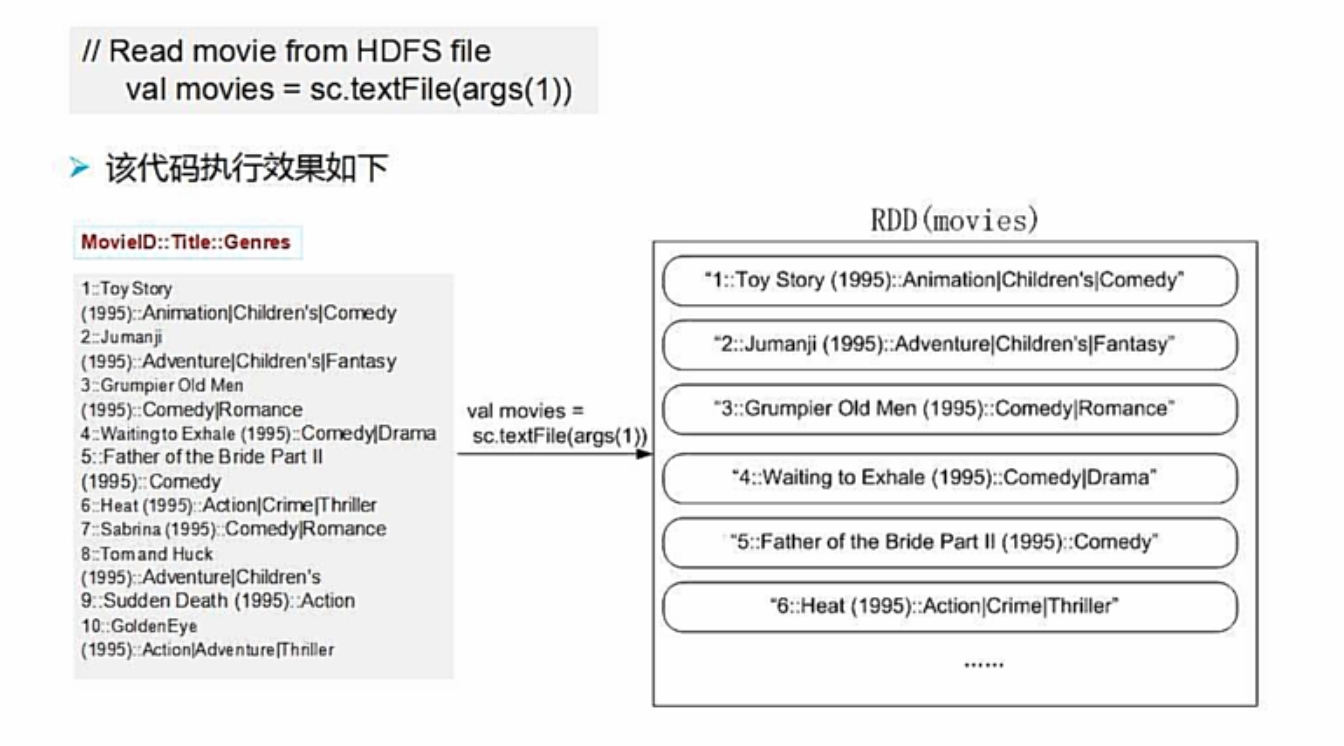 // Read movie from HDFS file
val movies = sc.textFile(args(1))
➤ 该代码执行效果如下
MovieID::Title::Genres
1::Toy Story
(1995)::Animation|Children's|Comedy
2::Jumanji
(1995)::Adventure|Children's|Fantasy
3::Grumpier Old Men
(1995)::Comedy|Romance
4::Waiting to Exhale (1995)::Comedy|Drama
5::Father of the Bride Part II
(1995)::Comedy
6::Heat (1995)::Action|Crime|Thriller
7::Sabrina (1995)::Comedy|Romance
8::Tom and Huck
(1995)::Adventure|Children's
9::Sudden Death (1995)::Action
10::GoldenEye
(1995)::Action|Adventure|Thriller
val movies =
sc.textFile(args(1))
RDD(movies)
“1::Toy Story (1995)::Animation|Children's|Comedy”
“2::Jumanji (1995)::Adventure|Children's|Fantasy”
“3::Grumpier Old Men (1995)::Comedy|Romance”
“4::Waiting to Exhale (1995)::Comedy|Drama”
“5::Father of the Bride Part II (1995)::Comedy”
“6::Heat (1995)::Action|Crime|Thriller”
......